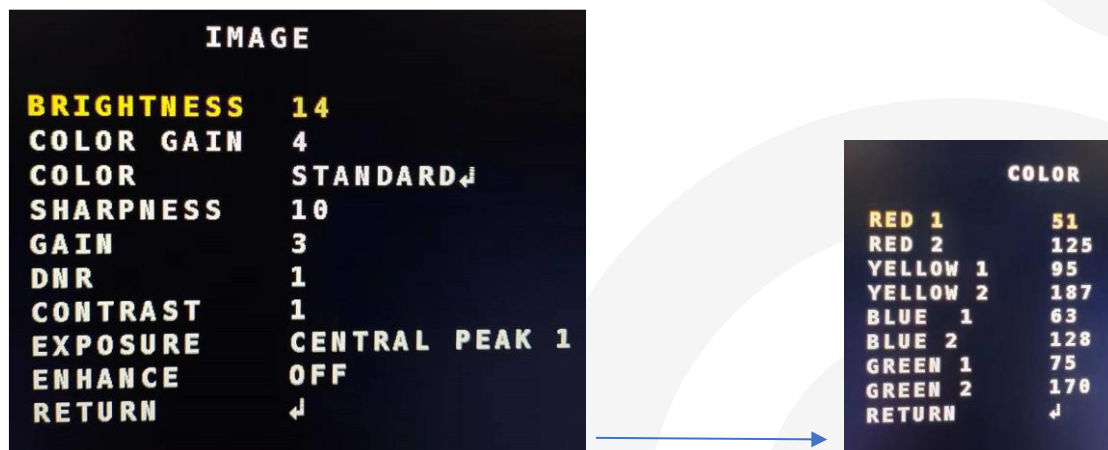 IMAGE
BRIGHTNESS 14
COLOR GAIN 4
COLOR STANDARD↲
SHARPNESS 10
GAIN 3
DNR 1
CONTRAST 1
EXPOSURE CENTRAL PEAK 1
ENHANCE OFF
RETURN ↲
COLOR
RED 1 51
RED 2 125
YELLOW 1 95
YELLOW 2 187
BLUE 1 63
BLUE 2 128
GREEN 1 75
GREEN 2 170
RETURN ↲